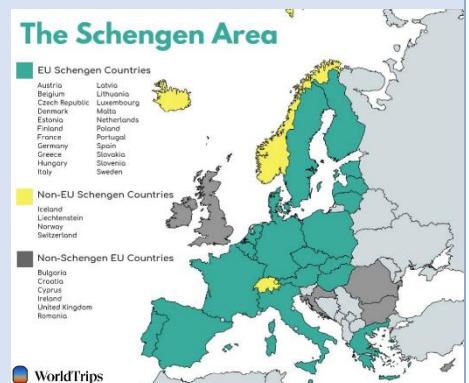 The Schengen Area
EU Schengen Countries
Austria
Belgium
Czech Republic
Denmark
Estonia
Finland
France
Germany
Greece
Hungary
Italy
Latvia
Lithuania
Luxembourg
Malta
Netherlands
Poland
Portugal
Spain
Slovakia
Slovenia
Sweden
Non-EU Schengen Countries
Iceland
Liechtenstein
Norway
Switzerland
Non-Schengen EU Countries
Bulgaria
Croatia
Cyprus
Ireland
United Kingdom
Romania
WorldTrips